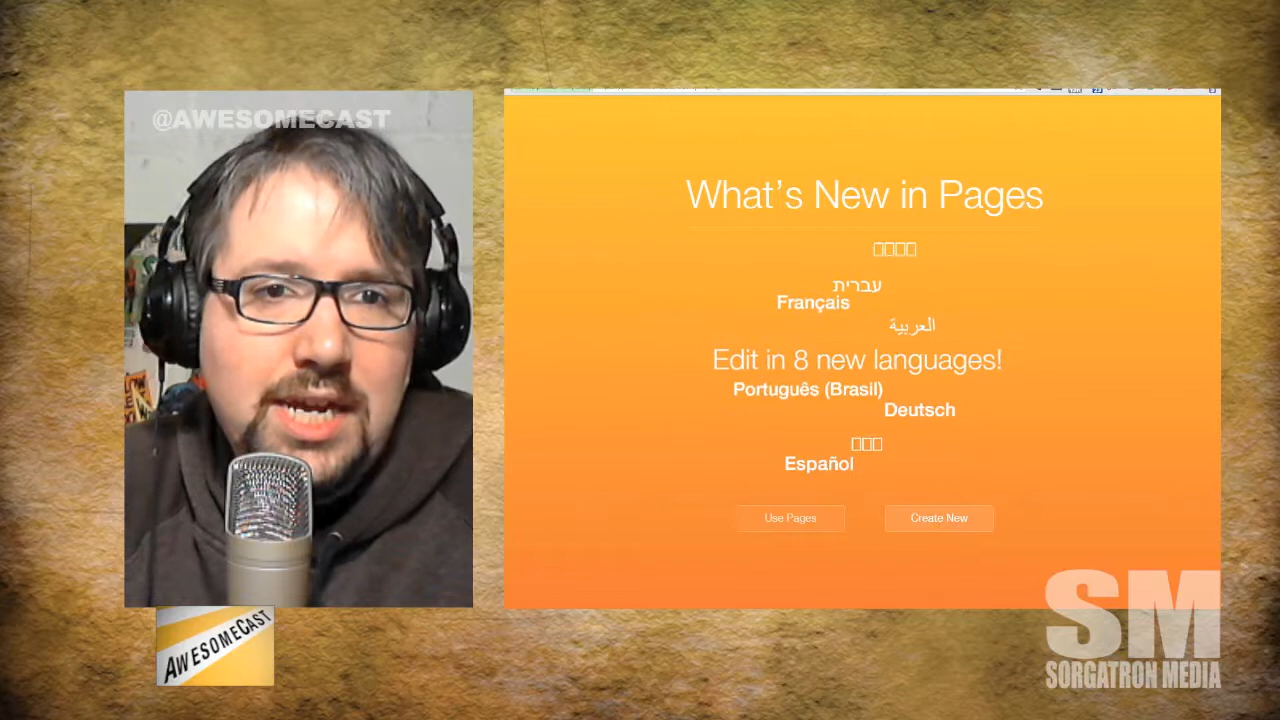 @AWESOMECAST
What's New in Pages
עברית
Français
العربية
Edit in 8 new languages!
Português (Brasil)
Deutsch
Español
Use Pages
Create New
AWESOMECAST
SM
SORGATRON MEDIA